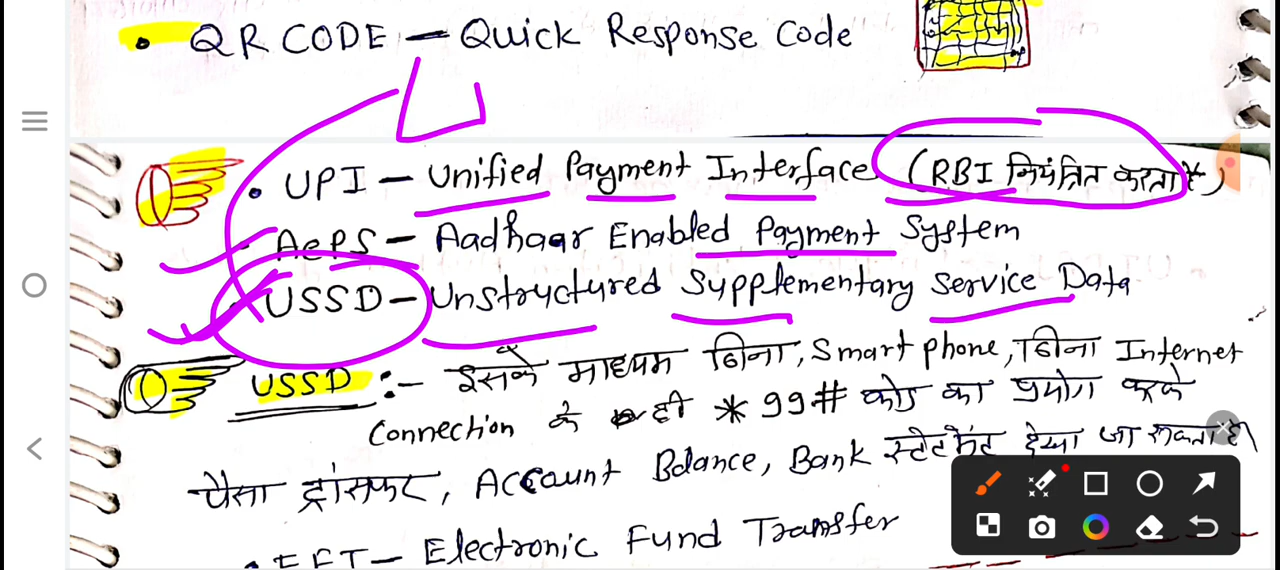 • QR CODE – Quick Response Code
• UPI – Unified Payment Interface (RBI नियंत्रित करता है)
• AePS – Aadhaar Enabled Payment System
• USSD – Unstructured Supplementary Service Data
USSD :- इसके माध्यम बिना, Smart phone, बिना Internet
Connection के ही *99# कोड का प्रयोग करके
पैसा ट्रांसफर, Account Balance, Bank स्टेटमेंट देखा जा सकता है।
• EFT – Electronic Fund Transfer